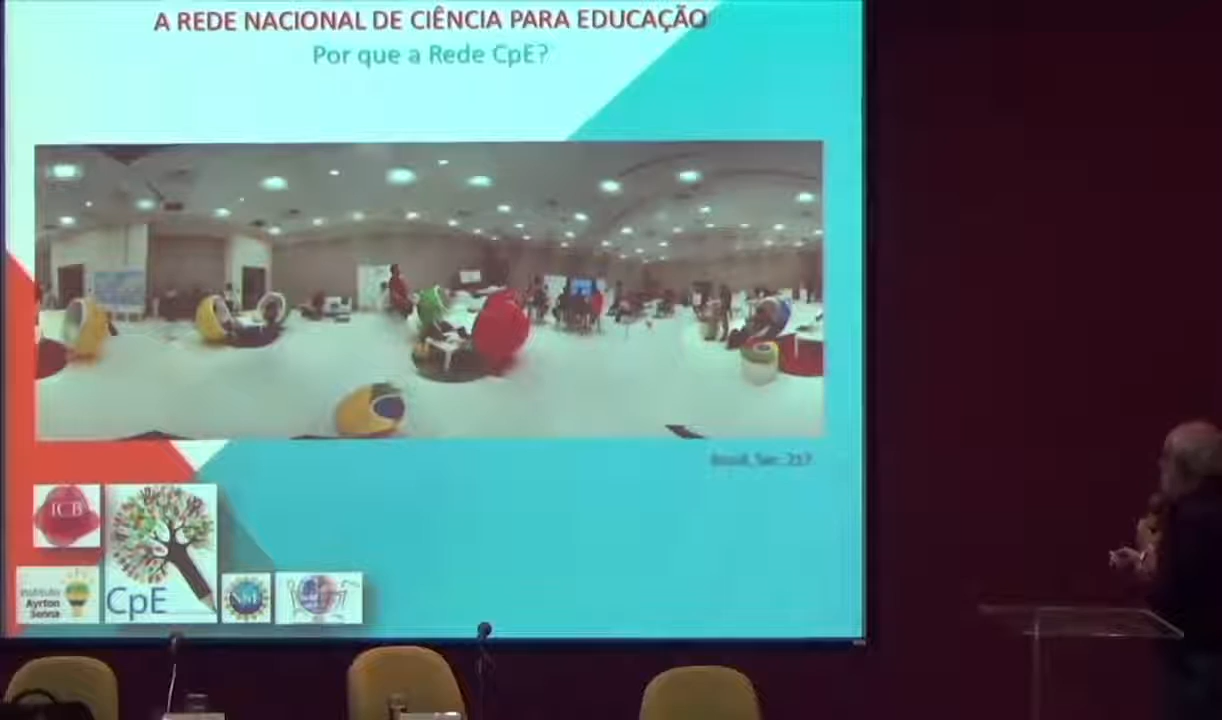 A REDE NACIONAL DE CIÊNCIA PARA EDUCAÇÃO
Por que a Rede CpE?
ICB
instituto
Ayrton
Senna
CpE